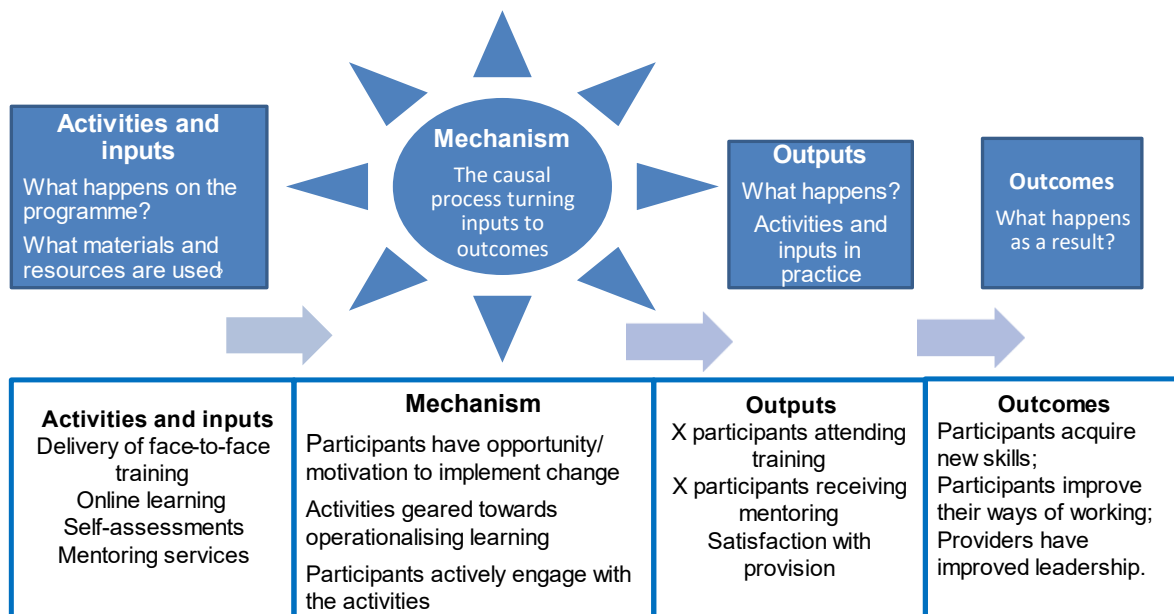 Activities and
inputs
What happens on the
programme?
What materials and
resources are used?
Mechanism
The causal
process turning
inputs to
outcomes
Outputs
What happens?
Activities and
inputs in
practice
Outcomes
What happens
as a result?
Activities and inputs
Delivery of face-to-face
training
Online learning
Self-assessments
Mentoring services
Mechanism
Participants have opportunity/
motivation to implement change
Activities geared towards
operationalising learning
Participants actively engage with
the activities
Outputs
X participants attending
training
X participants receiving
mentoring
Satisfaction with
provision
Outcomes
Participants acquire
new skills;
Participants improve
their ways of working;
Providers have
improved leadership.